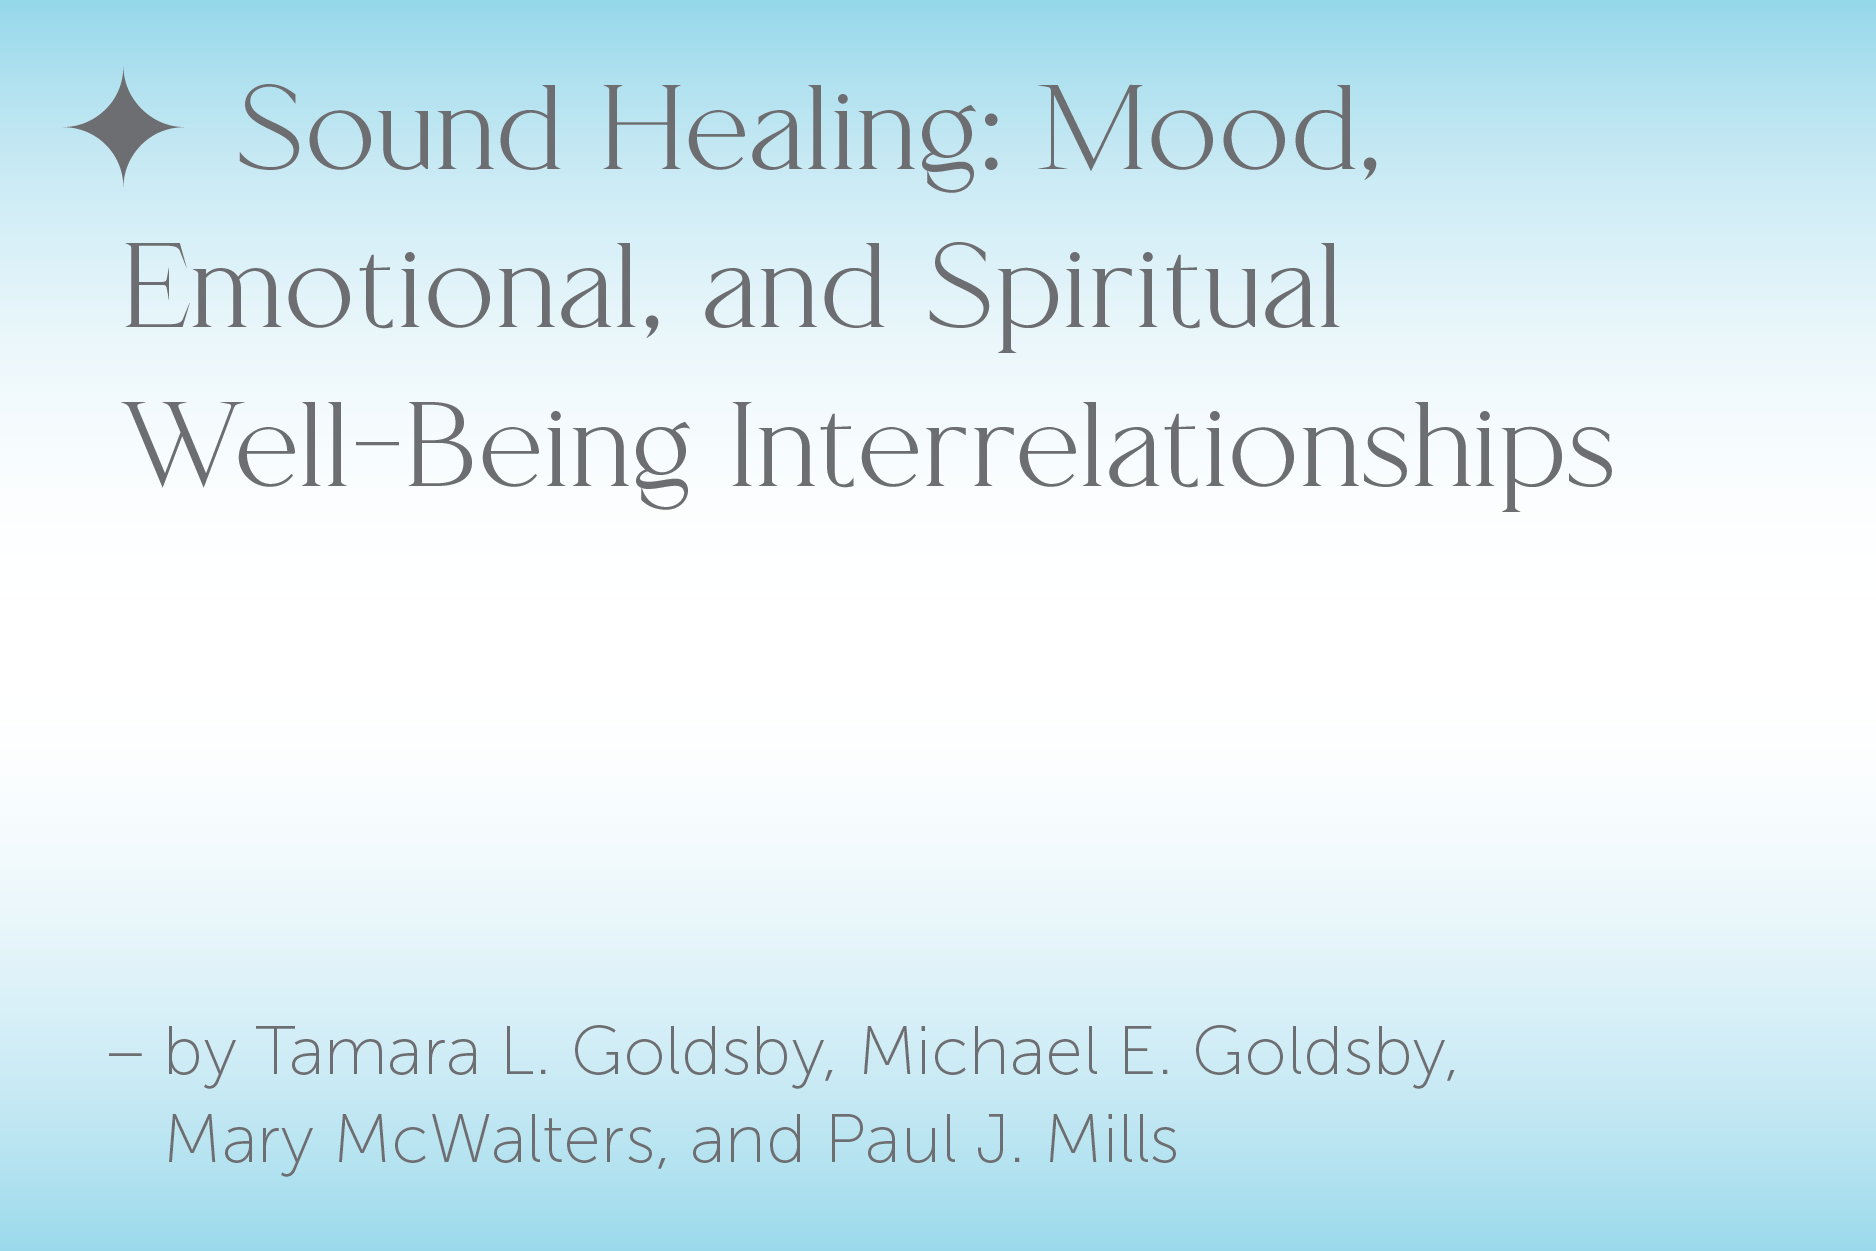 Sound Healing: Mood,
Emotional, and Spiritual
Well-Being Interrelationships
– by Tamara L. Goldsby, Michael E. Goldsby,
Mary McWalters, and Paul J. Mills